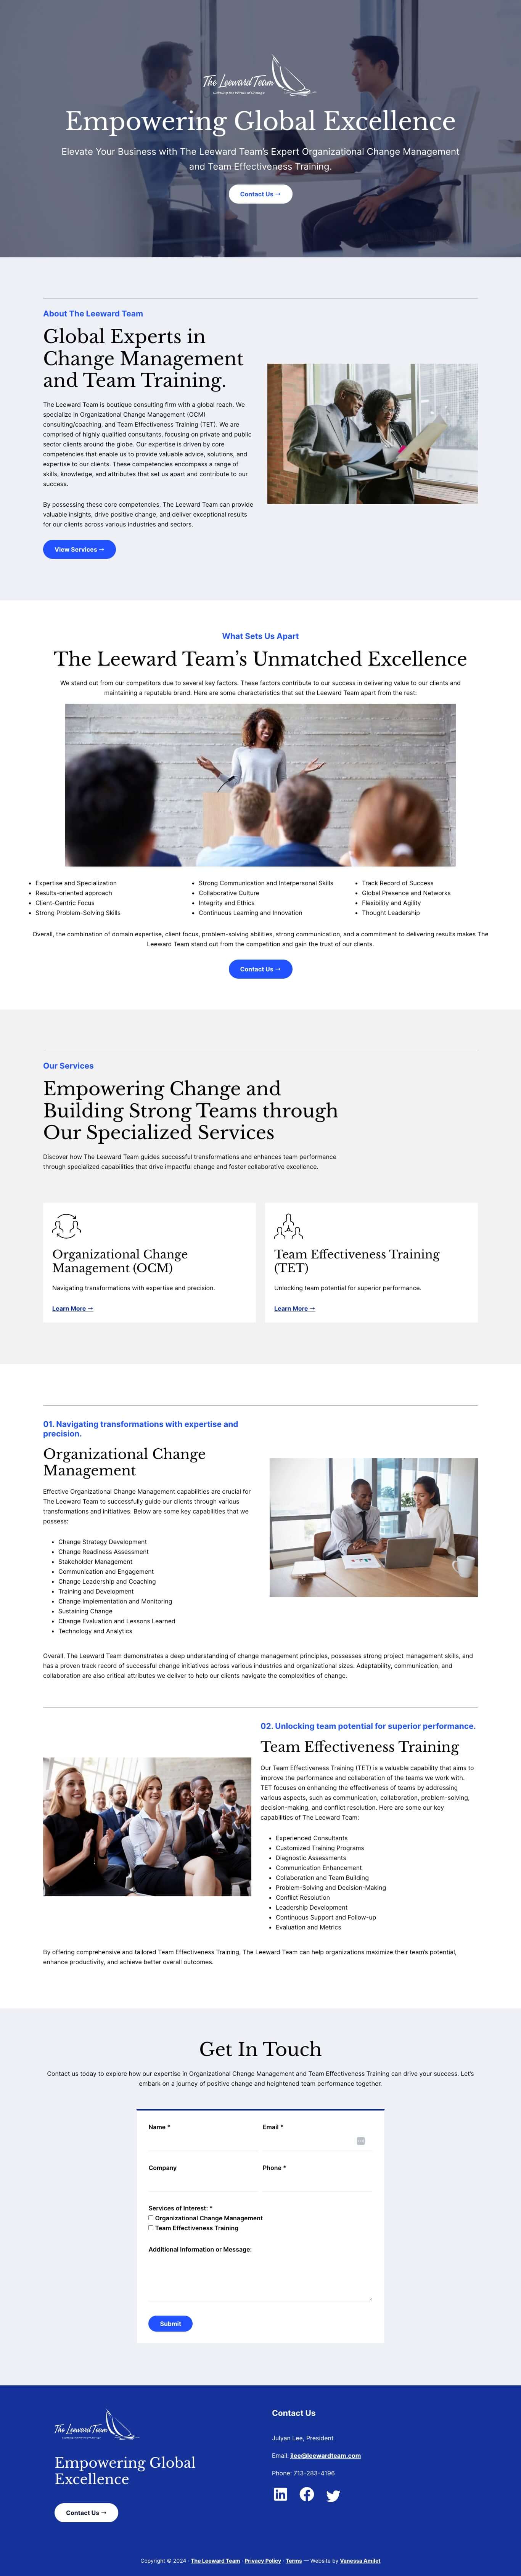 The Leeward Team
Empowering Global Excellence
Elevate Your Business with The Leeward Team's Expert Organizational Change Management
and Team Effectiveness Training.
Contact Us →
About The Leeward Team
Global Experts in
Change Management
and Team Training.
The Leeward Team is boutique consulting firm with a global reach. We
specialize in Organizational Change Management (OCM)
consulting/coaching, and Team Effectiveness Training (TET). We are
comprised of highly qualified consultants, focusing on private and public
sector clients around the globe. Our expertise is driven by core
competencies that enable us to provide valuable advice, solutions, and
expertise to our clients. These competencies encompass a range of
skills, knowledge, and attributes that set us apart and contribute to our
success.
By possessing these core competencies, The Leeward Team can provide
valuable insights, drive positive change, and deliver exceptional results
for our clients across various industries and sectors.
View Services →
What Sets Us Apart
The Leeward Team's Unmatched Excellence
We stand out from our competitors due to several key factors. These factors contribute to our success in delivering value to our clients and
maintaining a reputable brand. Here are some characteristics that set the Leeward Team apart from the rest:
• Expertise and Specialization
• Results-oriented approach
• Client-Centric Focus
• Strong Problem-Solving Skills
• Strong Communication and Interpersonal Skills
• Collaborative Culture
• Integrity and Ethics
• Continuous Learning and Innovation
• Track Record of Success
• Global Presence and Networks
• Flexibility and Agility
• Thought Leadership
Overall, the combination of domain expertise, client focus, problem-solving abilities, strong communication, and a commitment to delivering results makes The
Leeward Team stand out from the competition and gain the trust of our clients.
Contact Us →
Our Services
Empowering Change and
Building Strong Teams through
Our Specialized Services
Discover how The Leeward Team guides successful transformations and enhances team performance
through specialized capabilities that drive impactful change and foster collaborative excellence.
Organizational Change
Management (OCM)
Navigating transformations with expertise and precision.
Learn More →
Team Effectiveness Training
(TET)
Unlocking team potential for superior performance.
Learn More →
01. Navigating transformations with expertise and
precision.
Organizational Change
Management
Effective Organizational Change Management capabilities are crucial for
The Leeward Team to successfully guide our clients through various
transformations and initiatives. Below are some key capabilities that we
possess:
• Change Strategy Development
• Change Readiness Assessment
• Stakeholder Management
• Communication and Engagement
• Change Leadership and Coaching
• Training and Development
• Change Implementation and Monitoring
• Sustaining Change
• Change Evaluation and Lessons Learned
• Technology and Analytics
Overall, The Leeward Team demonstrates a deep understanding of change management principles, possesses strong project management skills, and
has a proven track record of successful change initiatives across various industries and organizational sizes. Adaptability, communication, and
collaboration are also critical attributes we deliver to help our clients navigate the complexities of change.
02. Unlocking team potential for superior performance.
Team Effectiveness Training
Our Team Effectiveness Training (TET) is a valuable capability that aims to
improve the performance and collaboration of the teams we work with.
TET focuses on enhancing the effectiveness of teams by addressing
various aspects, such as communication, collaboration, problem-solving,
decision-making, and conflict resolution. Here are some our key
capabilities of The Leeward Team:
• Experienced Consultants
• Customized Training Programs
• Diagnostic Assessments
• Communication Enhancement
• Collaboration and Team Building
• Problem-Solving and Decision-Making
• Conflict Resolution
• Leadership Development
• Continuous Support and Follow-up
• Evaluation and Metrics
By offering comprehensive and tailored Team Effectiveness Training, The Leeward Team can help organizations maximize their team's potential,
enhance productivity, and achieve better overall outcomes.
Get In Touch
Contact us today to explore how our expertise in Organizational Change Management and Team Effectiveness Training can drive your success. Let's
embark on a journey of positive change and heightened team performance together.
Name *
Email *
Company
Phone *
Services of Interest: *
Organizational Change Management
Team Effectiveness Training
Additional Information or Message:
Submit
The Leeward Team
Empowering Global
Excellence
Contact Us →
Contact Us
Julyan Lee, President
Email: jlee@leewardteam.com
Phone: 713-283-4196
Copyright © 2024 · The Leeward Team · Privacy Policy · Terms — Website by Vanessa Amilet